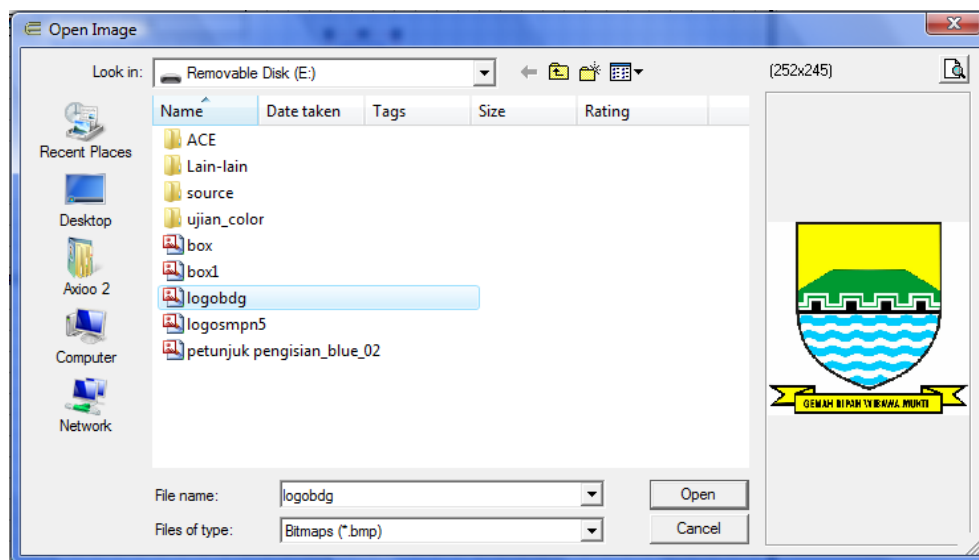 Open Image
Look in: Removable Disk (E:)
(252x245)
Name Date taken Tags Size Rating
Recent Places
Desktop
Axioo 2
Computer
Network
ACE
Lain-lain
source
ujian_color
box
box1
logobdg
logosmpn5
petunjuk pengisian_blue_02
GEMAH RIPAH WIBAWA MUKTI
File name: logobdg Open
Files of type: Bitmaps (*.bmp) Cancel